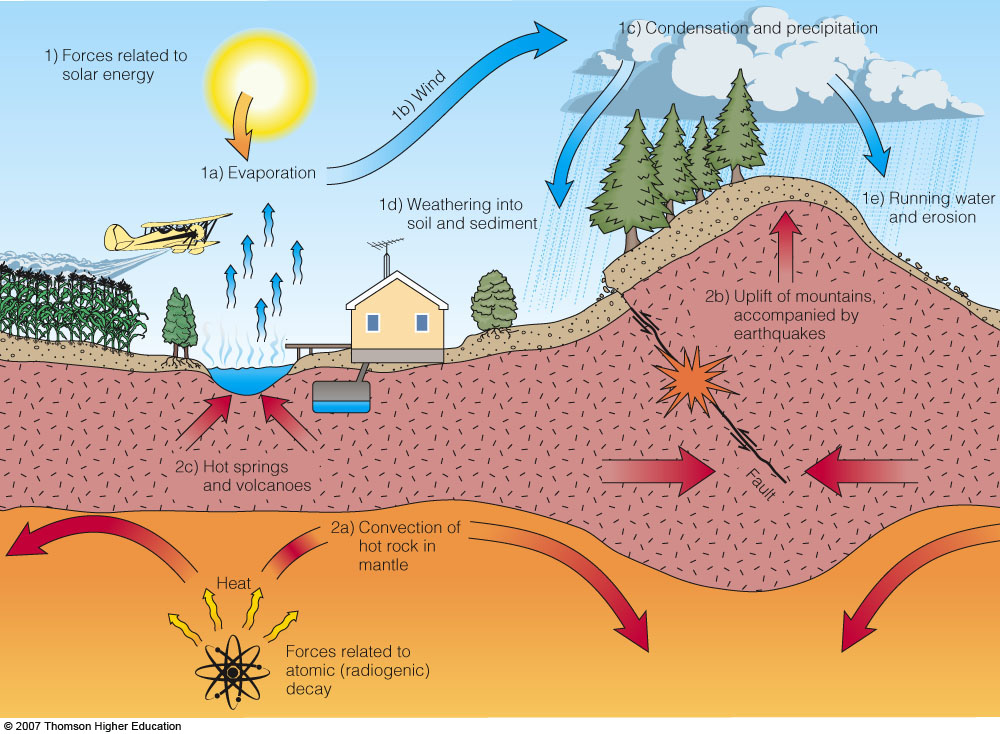 1) Forces related to
solar energy
1a) Evaporation
1b) Wind
1c) Condensation and precipitation
1d) Weathering into
soil and sediment
1e) Running water
and erosion
2b) Uplift of mountains,
accompanied by
earthquakes
2c) Hot springs
and volcanoes
Fault
2a) Convection of
hot rock in
mantle
Heat
Forces related to
atomic (radiogenic)
decay
© 2007 Thomson Higher Education